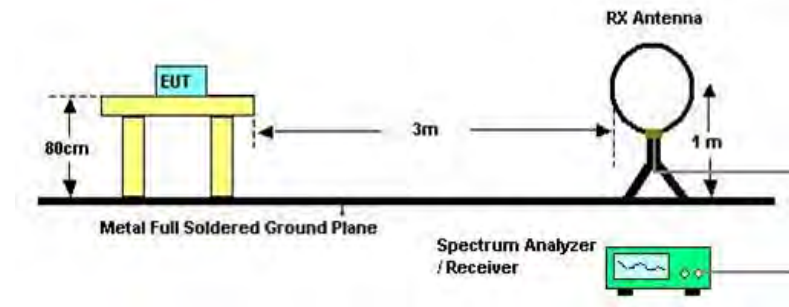 RX Antenna
EUT
80cm
3m
1 m
Metal Full Soldered Ground Plane
Spectrum Analyzer
/ Receiver